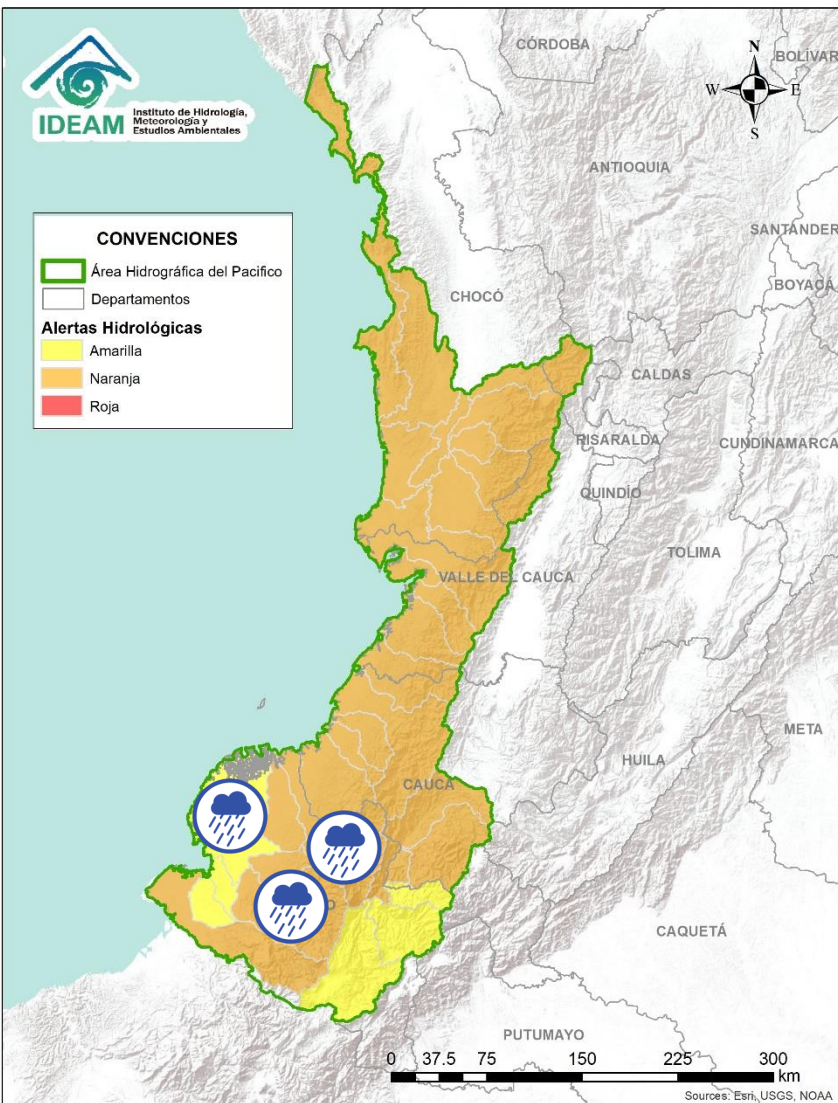 IDEAM
Instituto de Hidrología,
Meteorología y
Estudios Ambientales
CÓRDOBA
BOLÍVAR
N
W
E
S
ANTIOQUIA
SANTANDER
BOYACÁ
CONVENCIONES
Área Hidrográfica del Pacifico
Departamentos
Alertas Hidrológicas
Amarilla
Naranja
Roja
CHOCÓ
CALDAS
RISARALDA
CUNDINAMARCA
QUINDÍO
TOLIMA
VALLE DEL CAUCA
META
HUILA
CAUCA
CAQUETÁ
PUTUMAYO
0 37.5 75 150 225 300
km
Sources: Esri, USGS, NOAA